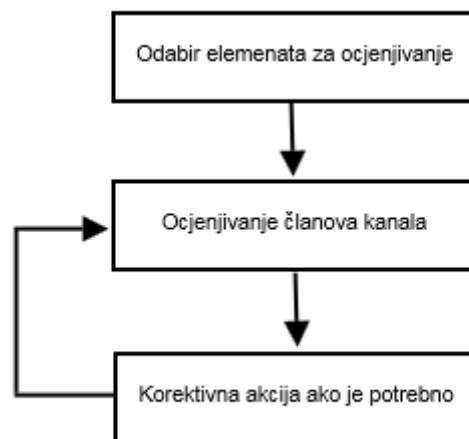 Odabir elemenata za ocjenjivanje
Ocjenjivanje članova kanala
Korektivna akcija ako je potrebno